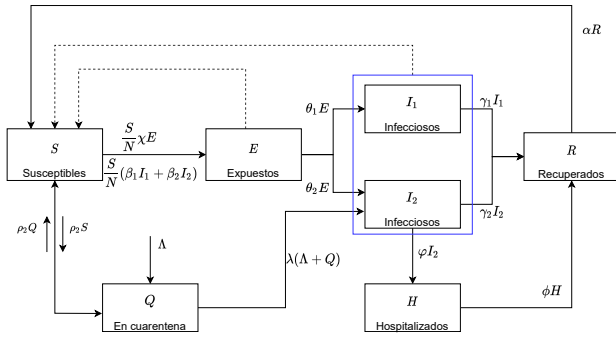 αR
S
Susceptibles
S/N χE
S/N (β₁I₁ + β₂I₂)
E
Expuestos
θ₁E
θ₂E
I₁
Infecciosos
I₂
Infecciosos
γ₁I₁
γ₂I₂
R
Recuperados
ρ₂Q
ρ₂S
Λ
Q
En cuarentena
λ(Λ + Q)
φI₂
H
Hospitalizados
ϕH